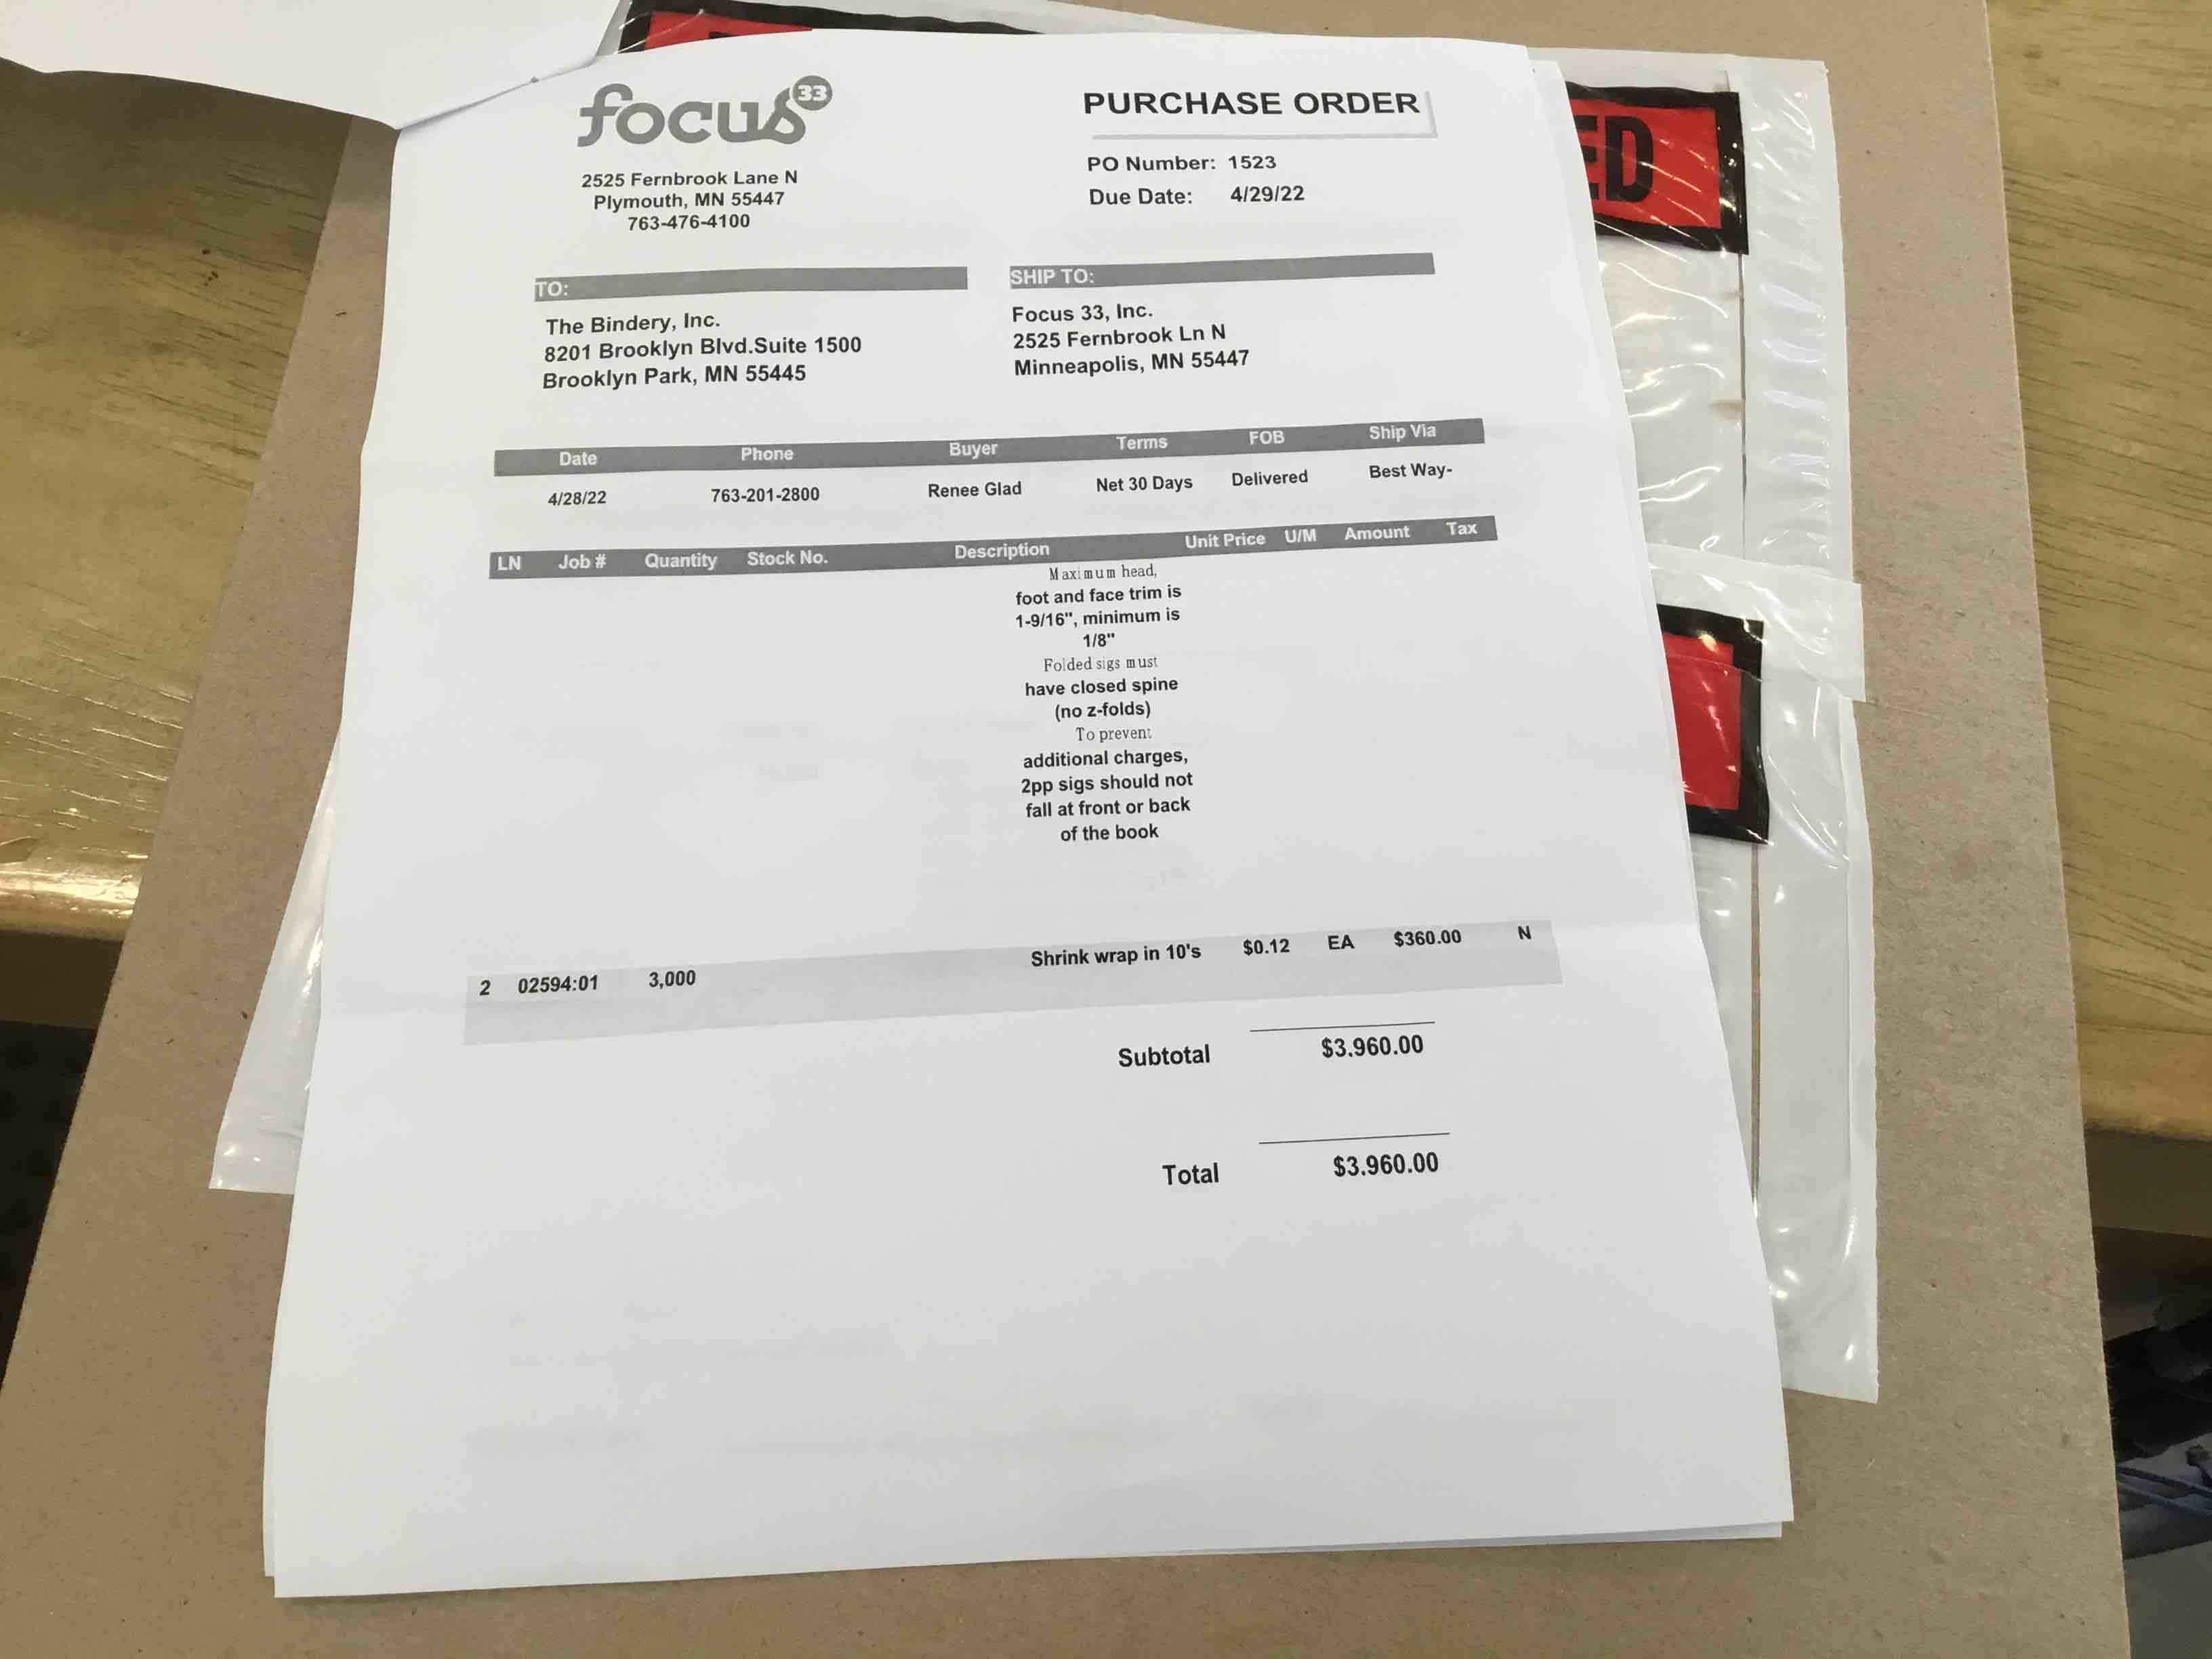 focus 33
2525 Fernbrook Lane N
Plymouth, MN 55447
763-476-4100
PURCHASE ORDER
PO Number: 1523
Due Date: 4/29/22
TO:
The Bindery, Inc.
8201 Brooklyn Blvd.Suite 1500
Brooklyn Park, MN 55445
SHIP TO:
Focus 33, Inc.
2525 Fernbrook Ln N
Minneapolis, MN 55447
Date Phone Buyer Terms FOB Ship Via
4/28/22 763-201-2800 Renee Glad Net 30 Days Delivered Best Way-
LN Job # Quantity Stock No. Description Unit Price U/M Amount Tax
Maximum head,
foot and face trim is
1-9/16", minimum is
1/8"
Folded sigs must
have closed spine
(no z-folds)
To prevent
additional charges,
2pp sigs should not
fall at front or back
of the book
2 02594:01 3,000 Shrink wrap in 10's $0.12 EA $360.00 N
Subtotal $3.960.00
Total $3.960.00
ED